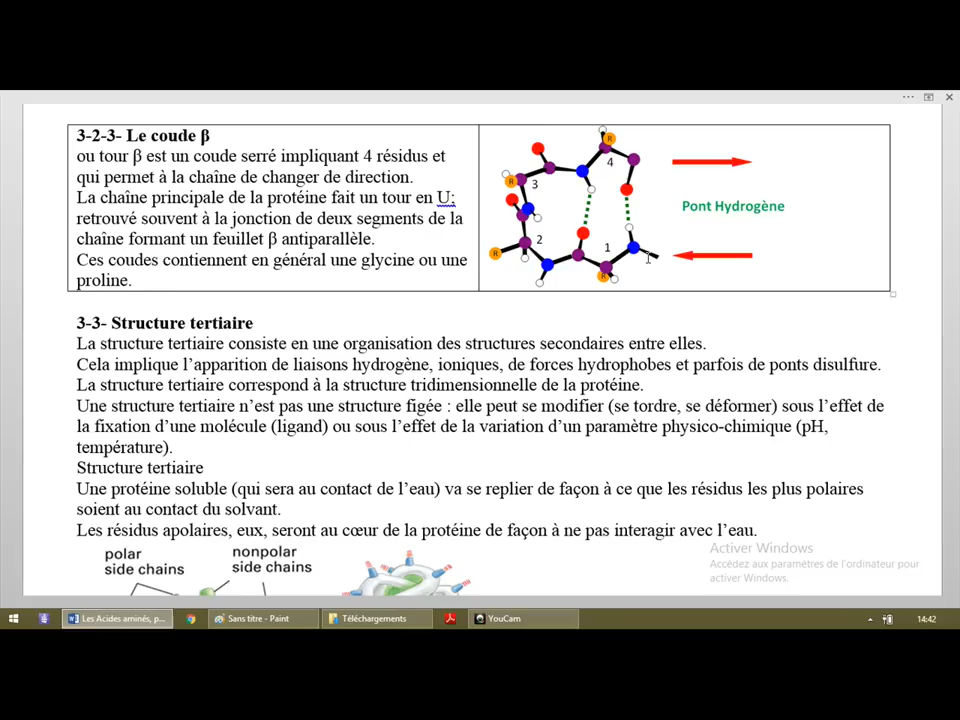 3-2-3- Le coude β
ou tour β est un coude serré impliquant 4 résidus et
qui permet à la chaîne de changer de direction.
La chaîne principale de la protéine fait un tour en U;
retrouvé souvent à la jonction de deux segments de la
chaîne formant un feuillet β antiparallèle.
Ces coudes contiennent en général une glycine ou une
proline.
R
4
R
3
2
R
1
R
Pont Hydrogène
3-3- Structure tertiaire
La structure tertiaire consiste en une organisation des structures secondaires entre elles.
Cela implique l'apparition de liaisons hydrogène, ioniques, de forces hydrophobes et parfois de ponts disulfure.
La structure tertiaire correspond à la structure tridimensionnelle de la protéine.
Une structure tertiaire n'est pas une structure figée : elle peut se modifier (se tordre, se déformer) sous l'effet de
la fixation d'une molécule (ligand) ou sous l'effet de la variation d'un paramètre physico-chimique (pH,
température).
Structure tertiaire
Une protéine soluble (qui sera au contact de l'eau) va se replier de façon à ce que les résidus les plus polaires
soient au contact du solvant.
Les résidus apolaires, eux, seront au cœur de la protéine de façon à ne pas interagir avec l'eau.
polar
side chains
nonpolar
side chains
Activer Windows
Accédez aux paramètres de l'ordinateur pour
activer Windows.
Les Acides aminés, p...
Sans titre - Paint
Téléchargements
YouCam
14:42